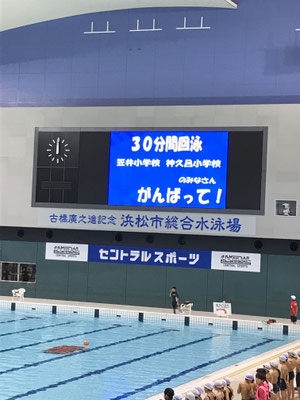 30分間回泳
笠井小学校 神久呂小学校
のみなさん
がんばって!
古橋廣之進記念 浜松市総合水泳場
セントラルスポーツ